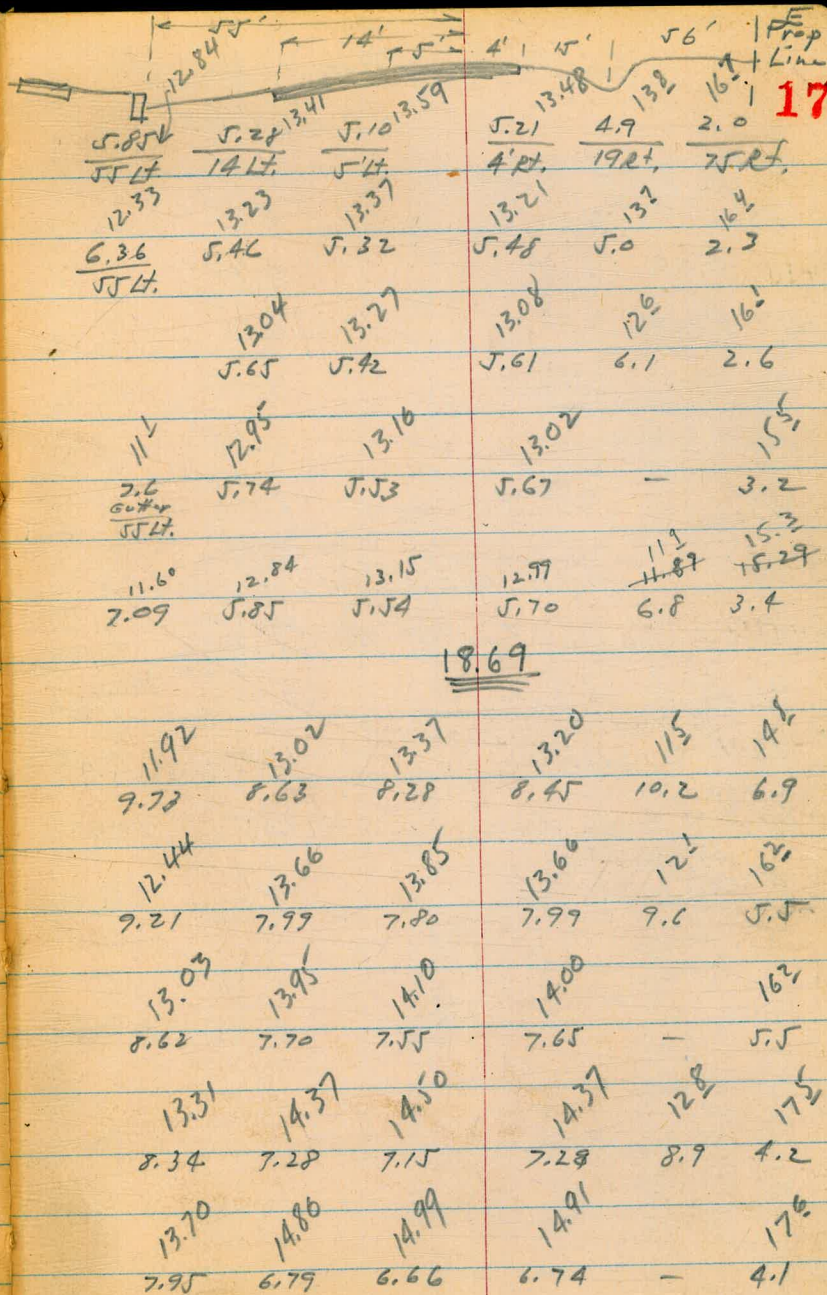 55' E
14' 5' 4' 15' 56' Prop
Line
17
12.84 13.41 13.59 13.48 13 8 16 7
5.85 5.28 5.10 5.21 4.9 2.0
55 Lt 14 Lt. 5' Lt. 4' Rt. 19 Rt. 75 Rt.
12.33 13.23 13.37 13.21 13 7 16 4
6.36 5.46 5.32 5.48 5.0 2.3
55 Lt.
13.04 13.27 13.08 12 6 16 1
5.65 5.42 5.61 6.1 2.6
11 1 12.95 13.16 13.02 15 5
7.6 5.74 5.53 5.67 - 3.2
Gutter
55 Lt.
11 9 15.3
11.60 12.84 13.15 12.99 11.89 15.29
7.09 5.85 5.54 5.70 6.8 3.4
18.69
11.92 13.02 13.37 13.20 11 5 14 8
9.73 8.63 8.28 8.45 10.2 6.9
12.44 13.66 13.85 13.66 12 1 16 2
9.21 7.99 7.80 7.99 9.6 5.5
13.03 13.95 14.10 14.00 16 2
8.62 7.70 7.55 7.65 - 5.5
13.31 14.37 14.50 14.37 12 8 17 5
8.34 7.28 7.15 7.28 8.9 4.2
13.70 14.86 14.99 14.91 17 6
7.95 6.79 6.66 6.74 - 4.1